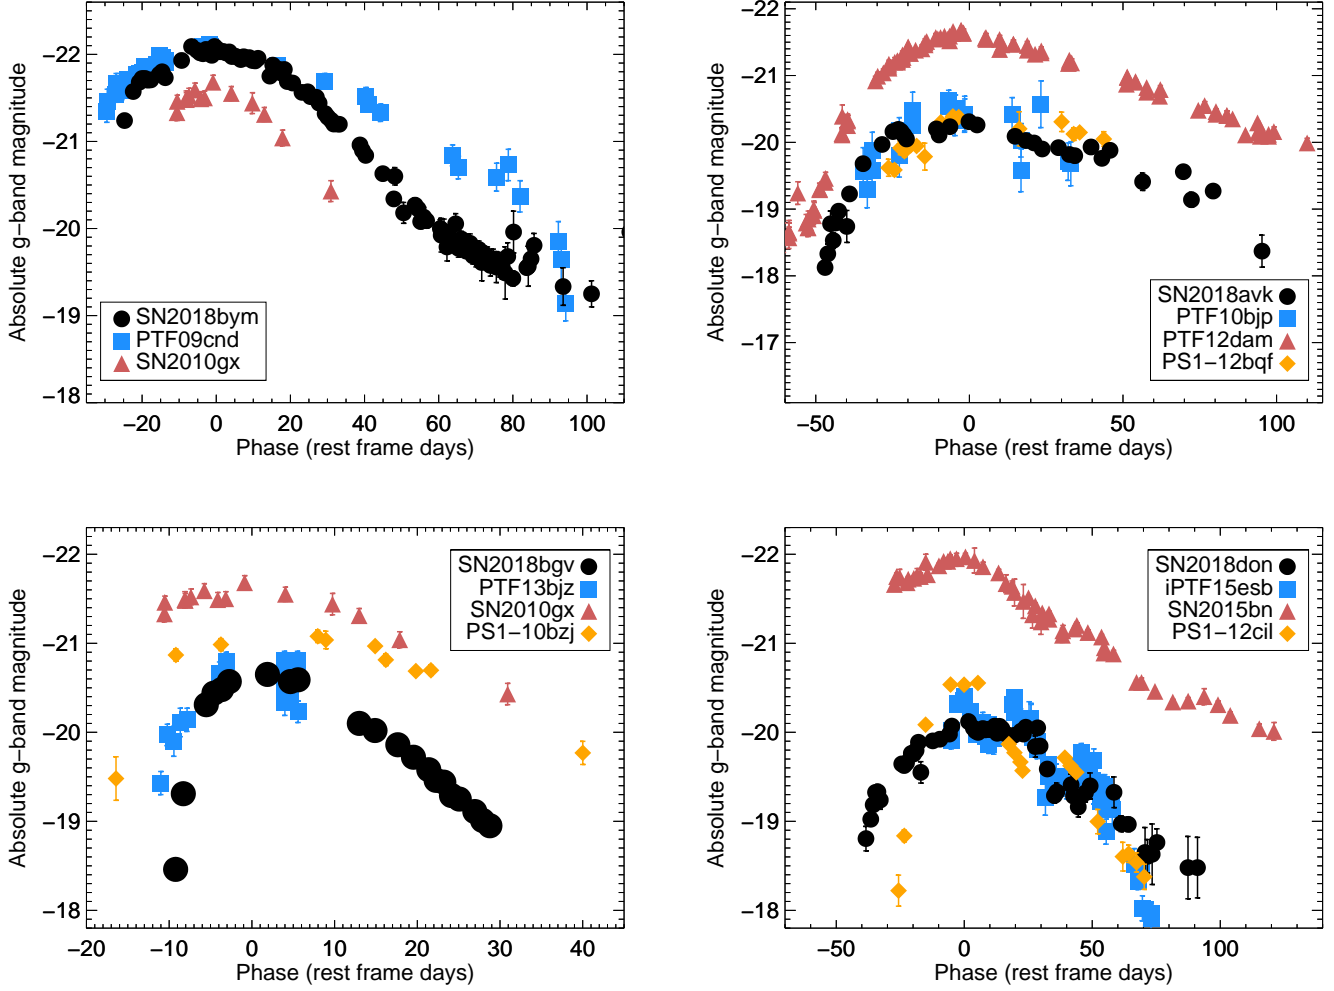 Absolute g−band magnitude
−22
−21
−20
−19
−18
SN2018bym
PTF09cnd
SN2010gx
−20 0 20 40 60 80 100
Phase (rest frame days)
Absolute g−band magnitude
−22
−21
−20
−19
−18
−17
SN2018avk
PTF10bjp
PTF12dam
PS1−12bqf
−50 0 50 100
Phase (rest frame days)
Absolute g−band magnitude
−22
−21
−20
−19
−18
SN2018bgv
PTF13bjz
SN2010gx
PS1−10bzj
−20 −10 0 10 20 30 40
Phase (rest frame days)
Absolute g−band magnitude
−22
−21
−20
−19
−18
SN2018don
iPTF15esb
SN2015bn
PS1−12cil
−50 0 50 100
Phase (rest frame days)